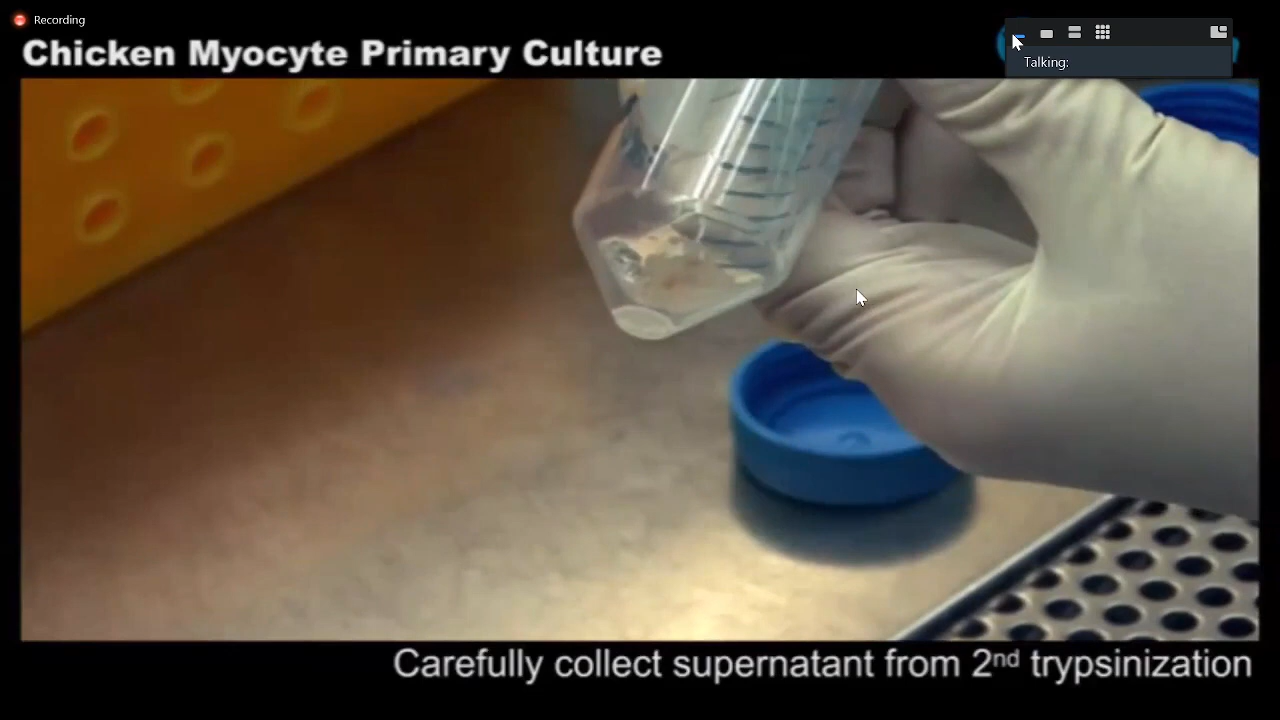 Recording
Talking:
Chicken Myocyte Primary Culture
Carefully collect supernatant from 2nd trypsinization